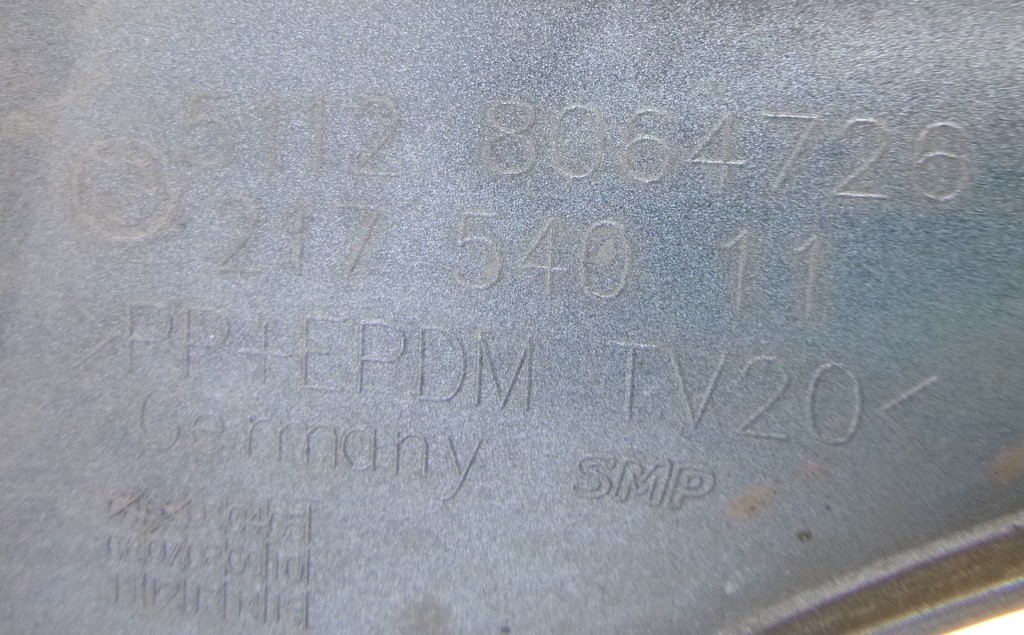 5112 8064726
217 540 11
>PP+EPDM TV20<
Germany SMP